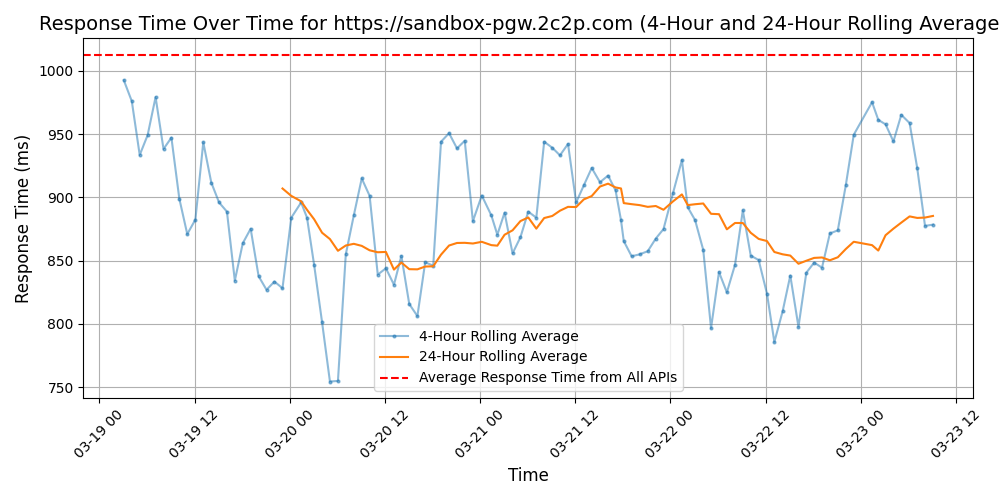 Response Time Over Time for https://sandbox-pgw.2c2p.com (4-Hour and 24-Hour Rolling Average
Response Time (ms)
1000
950
900
850
800
750
4-Hour Rolling Average
24-Hour Rolling Average
Average Response Time from All APIs
03-19 00
03-19 12
03-20 00
03-20 12
03-21 00
03-21 12
03-22 00
03-22 12
03-23 00
03-23 12
Time